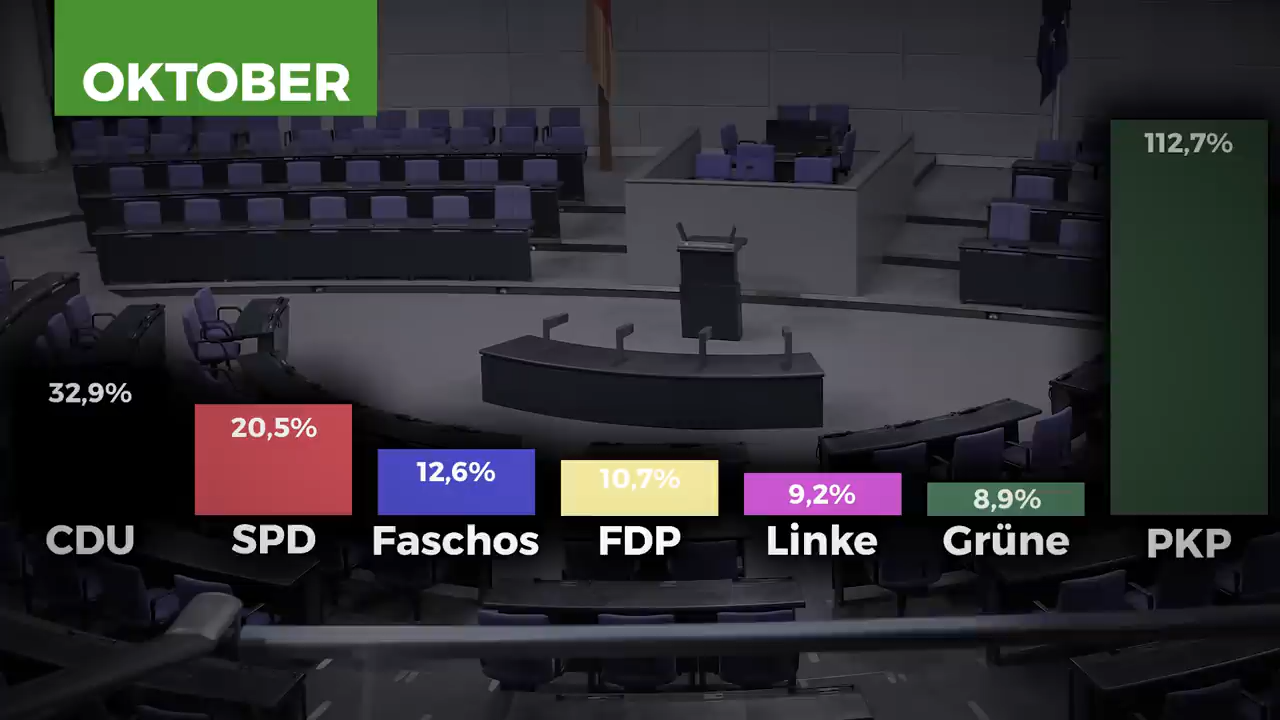 OKTOBER
112,7%
32,9%
20,5%
12,6%
10,7%
9,2%
8,9%
CDU
SPD
Faschos
FDP
Linke
Grüne
PKP